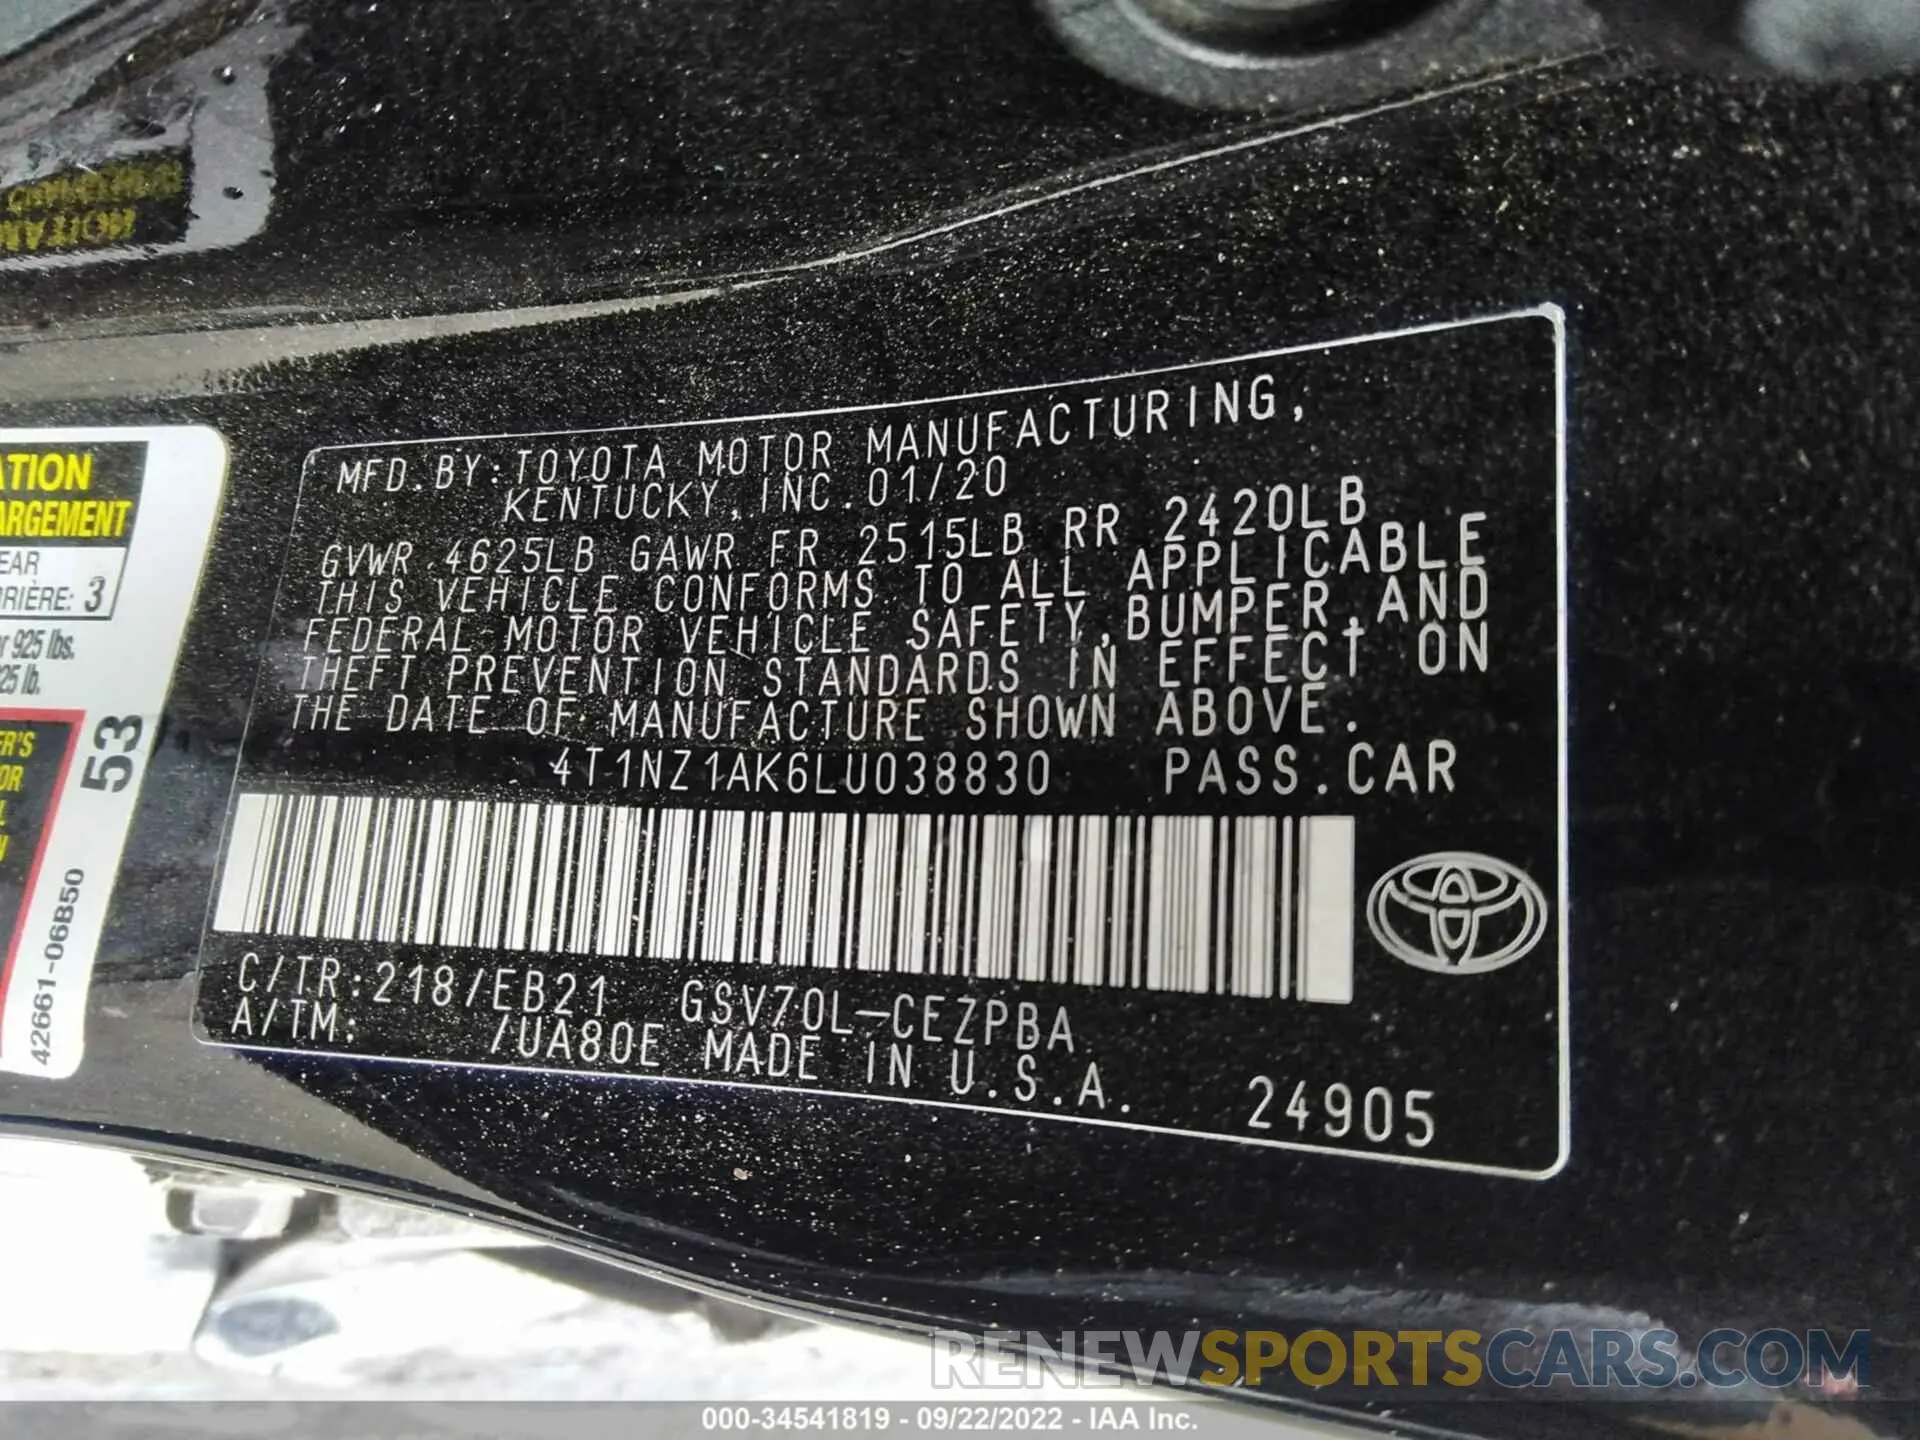 ATION
ARGEMENT
EAR
RIÈRE: 3
r 925 lbs.
25 lb.
ER'S
OR
53
42661-06B50
MFD.BY:TOYOTA MOTOR MANUFACTURING,
KENTUCKY,INC.01/20
GVWR 4625LB GAWR FR 2515LB RR 2420LB
THIS VEHICLE CONFORMS TO ALL APPLICABLE
FEDERAL MOTOR VEHICLE SAFETY,BUMPER,AND
THEFT PREVENTION STANDARDS IN EFFECT ON
THE DATE OF MANUFACTURE SHOWN ABOVE.
4T1NZ1AK6LU038830 PASS.CAR
C/TR:218/EB21 GSV70L-CEZPBA
A/TM: /UA80E MADE IN U.S.A.
24905
RENEWSPORTSCARS.COM
000-34541819 - 09/22/2022 - IAA Inc.